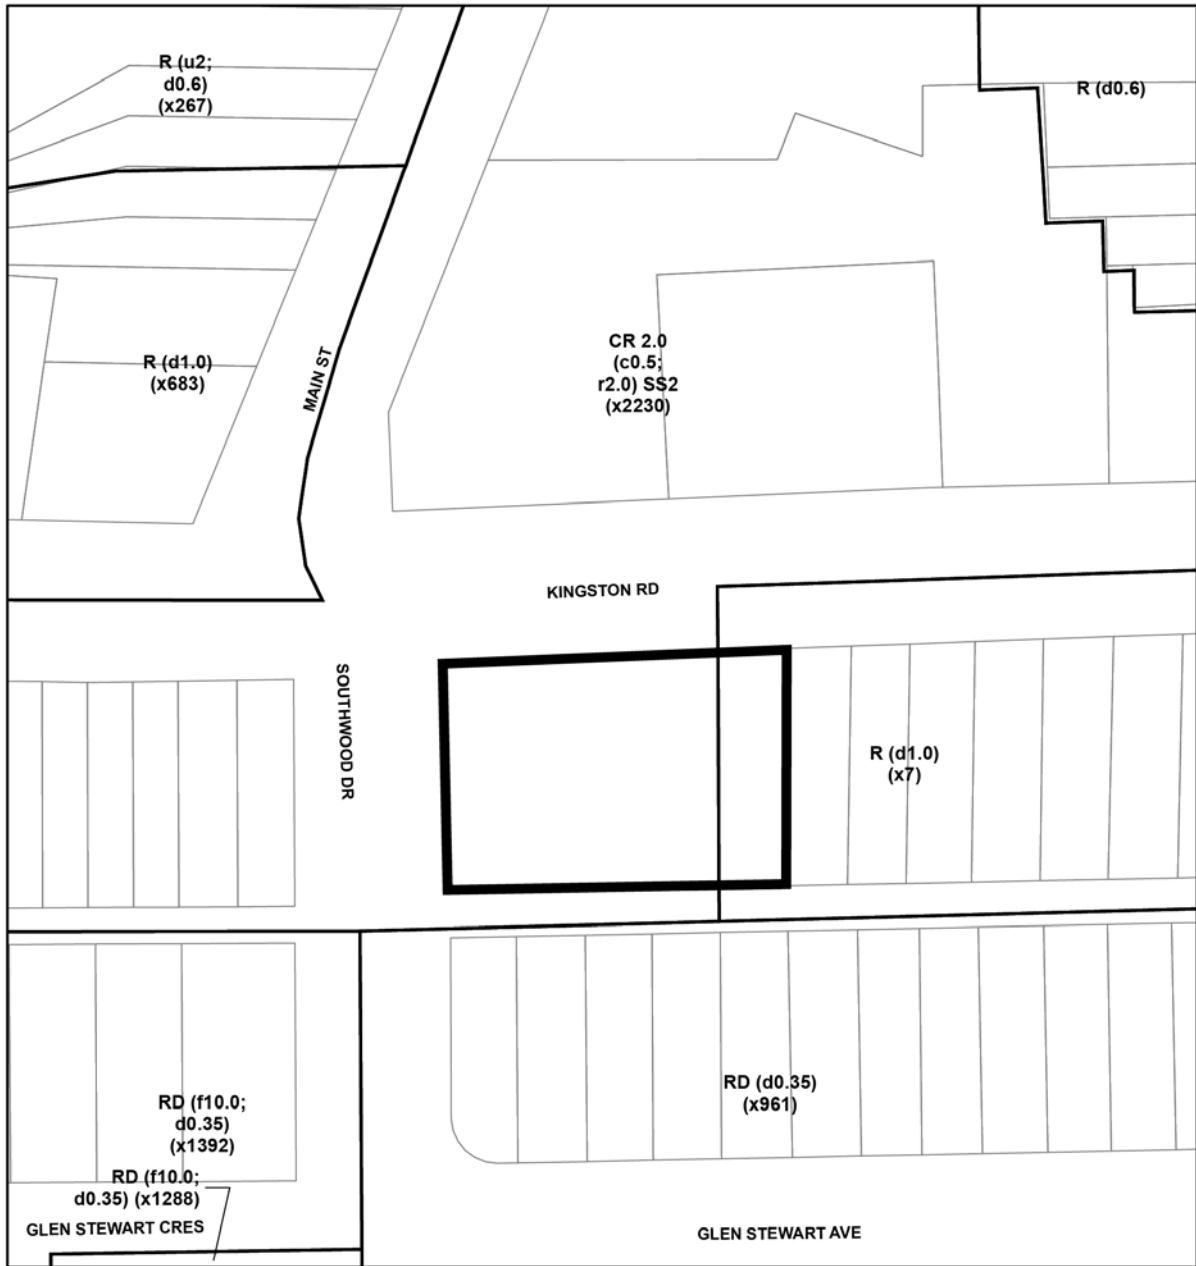 R (u2;
d0.6)
(x267)
R (d0.6)
R (d1.0)
(x683)
MAIN ST
CR 2.0
(c0.5;
r2.0) SS2
(x2230)
KINGSTON RD
SOUTHWOOD DR
R (d1.0)
(x7)
RD (d0.35)
(x961)
RD (f10.0;
d0.35)
(x1392)
RD (f10.0;
d0.35) (x1288)
GLEN STEWART CRES
GLEN STEWART AVE